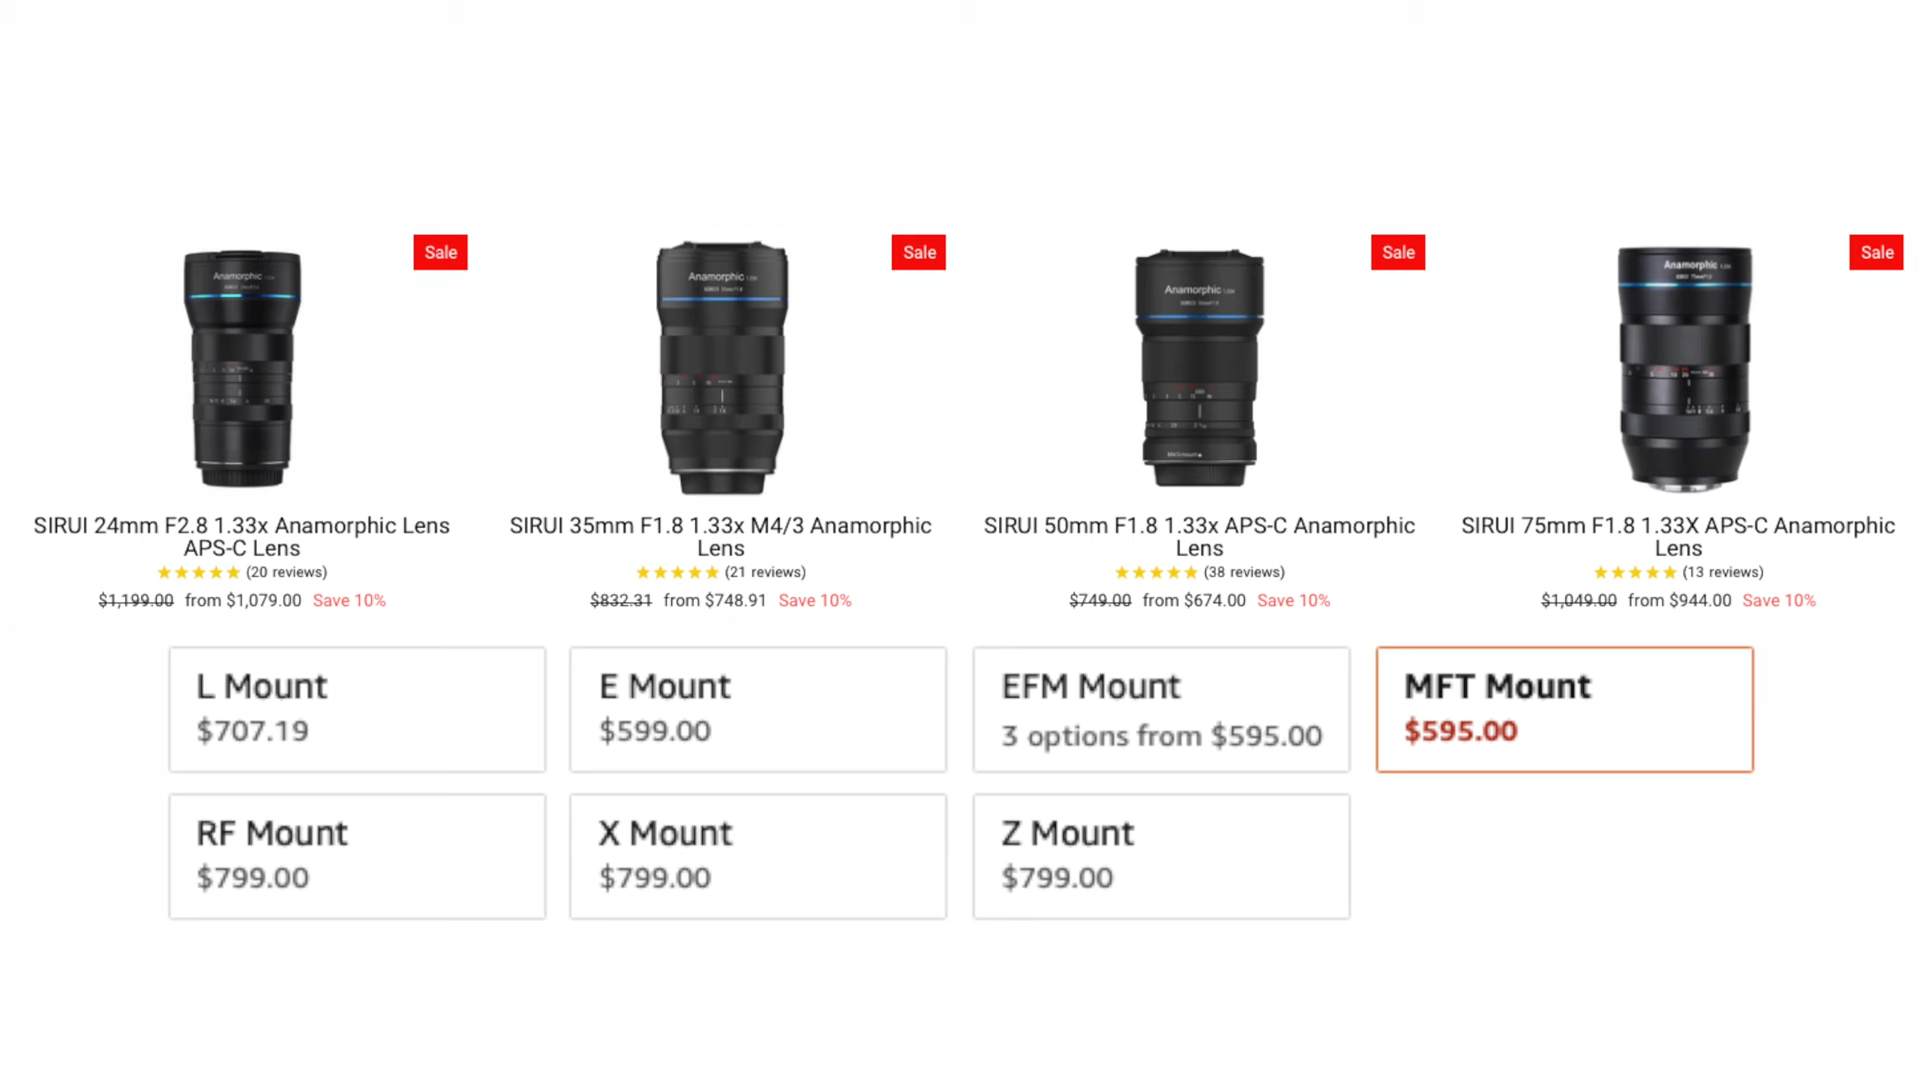 Sale
Sale
Sale
Sale
Anamorphic
Anamorphic
Anamorphic
Anamorphic
SIRUI 24mm F2.8 1.33x Anamorphic Lens
APS-C Lens
(20 reviews)
$1,199.00 from $1,079.00 Save 10%
SIRUI 35mm F1.8 1.33x M4/3 Anamorphic
Lens
(21 reviews)
$832.31 from $748.91 Save 10%
SIRUI 50mm F1.8 1.33x APS-C Anamorphic
Lens
(38 reviews)
$749.00 from $674.00 Save 10%
SIRUI 75mm F1.8 1.33X APS-C Anamorphic
Lens
(13 reviews)
$1,049.00 from $944.00 Save 10%
L Mount
$707.19
E Mount
$599.00
EFM Mount
3 options from $595.00
MFT Mount
$595.00
RF Mount
$799.00
X Mount
$799.00
Z Mount
$799.00